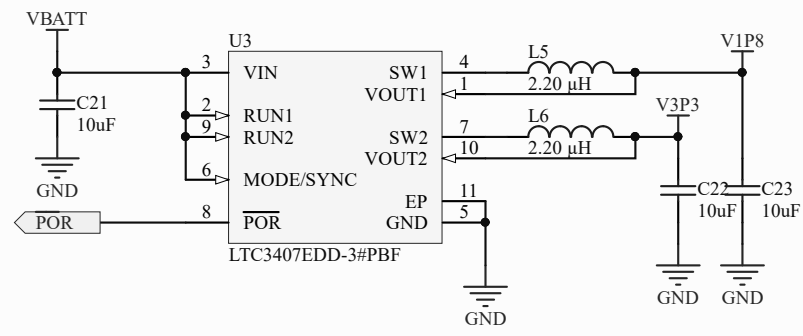 VBATT
U3
V1P8
3
VIN
SW1
4
L5
2.20 µH
C21
10uF
VOUT1
1
2
RUN1
9
RUN2
SW2
7
L6
2.20 µH
V3P3
VOUT2
10
6
MODE/SYNC
GND
EP
11
C22
10uF
C23
10uF
POR
8
POR
GND
5
LTC3407EDD-3#PBF
GND
GND
GND